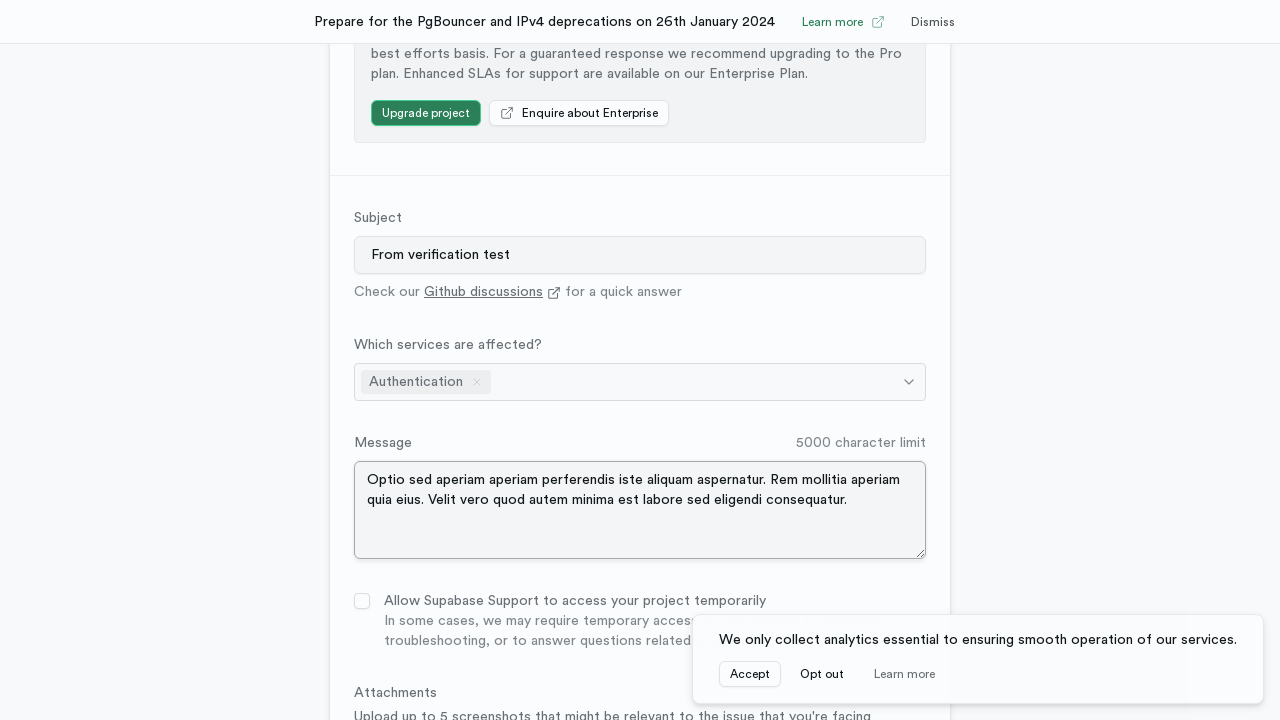 Prepare for the PgBouncer and IPv4 deprecations on 26th January 2024 Learn more Dismiss
best efforts basis. For a guaranteed response we recommend upgrading to the Pro
plan. Enhanced SLAs for support are available on our Enterprise Plan.
Upgrade project Enquire about Enterprise
Subject
From verification test
Check our Github discussions for a quick answer
Which services are affected?
Authentication
Message 5000 character limit
Optio sed aperiam aperiam perferendis iste aliquam aspernatur. Rem mollitia aperiam
quia eius. Velit vero quod autem minima est labore sed eligendi consequatur.
Allow Supabase Support to access your project temporarily
In some cases, we may require temporary access
troubleshooting, or to answer questions related
We only collect analytics essential to ensuring smooth operation of our services.
Accept Opt out Learn more
Attachments
Upload up to 5 screenshots that might be relevant to the issue that you're facing